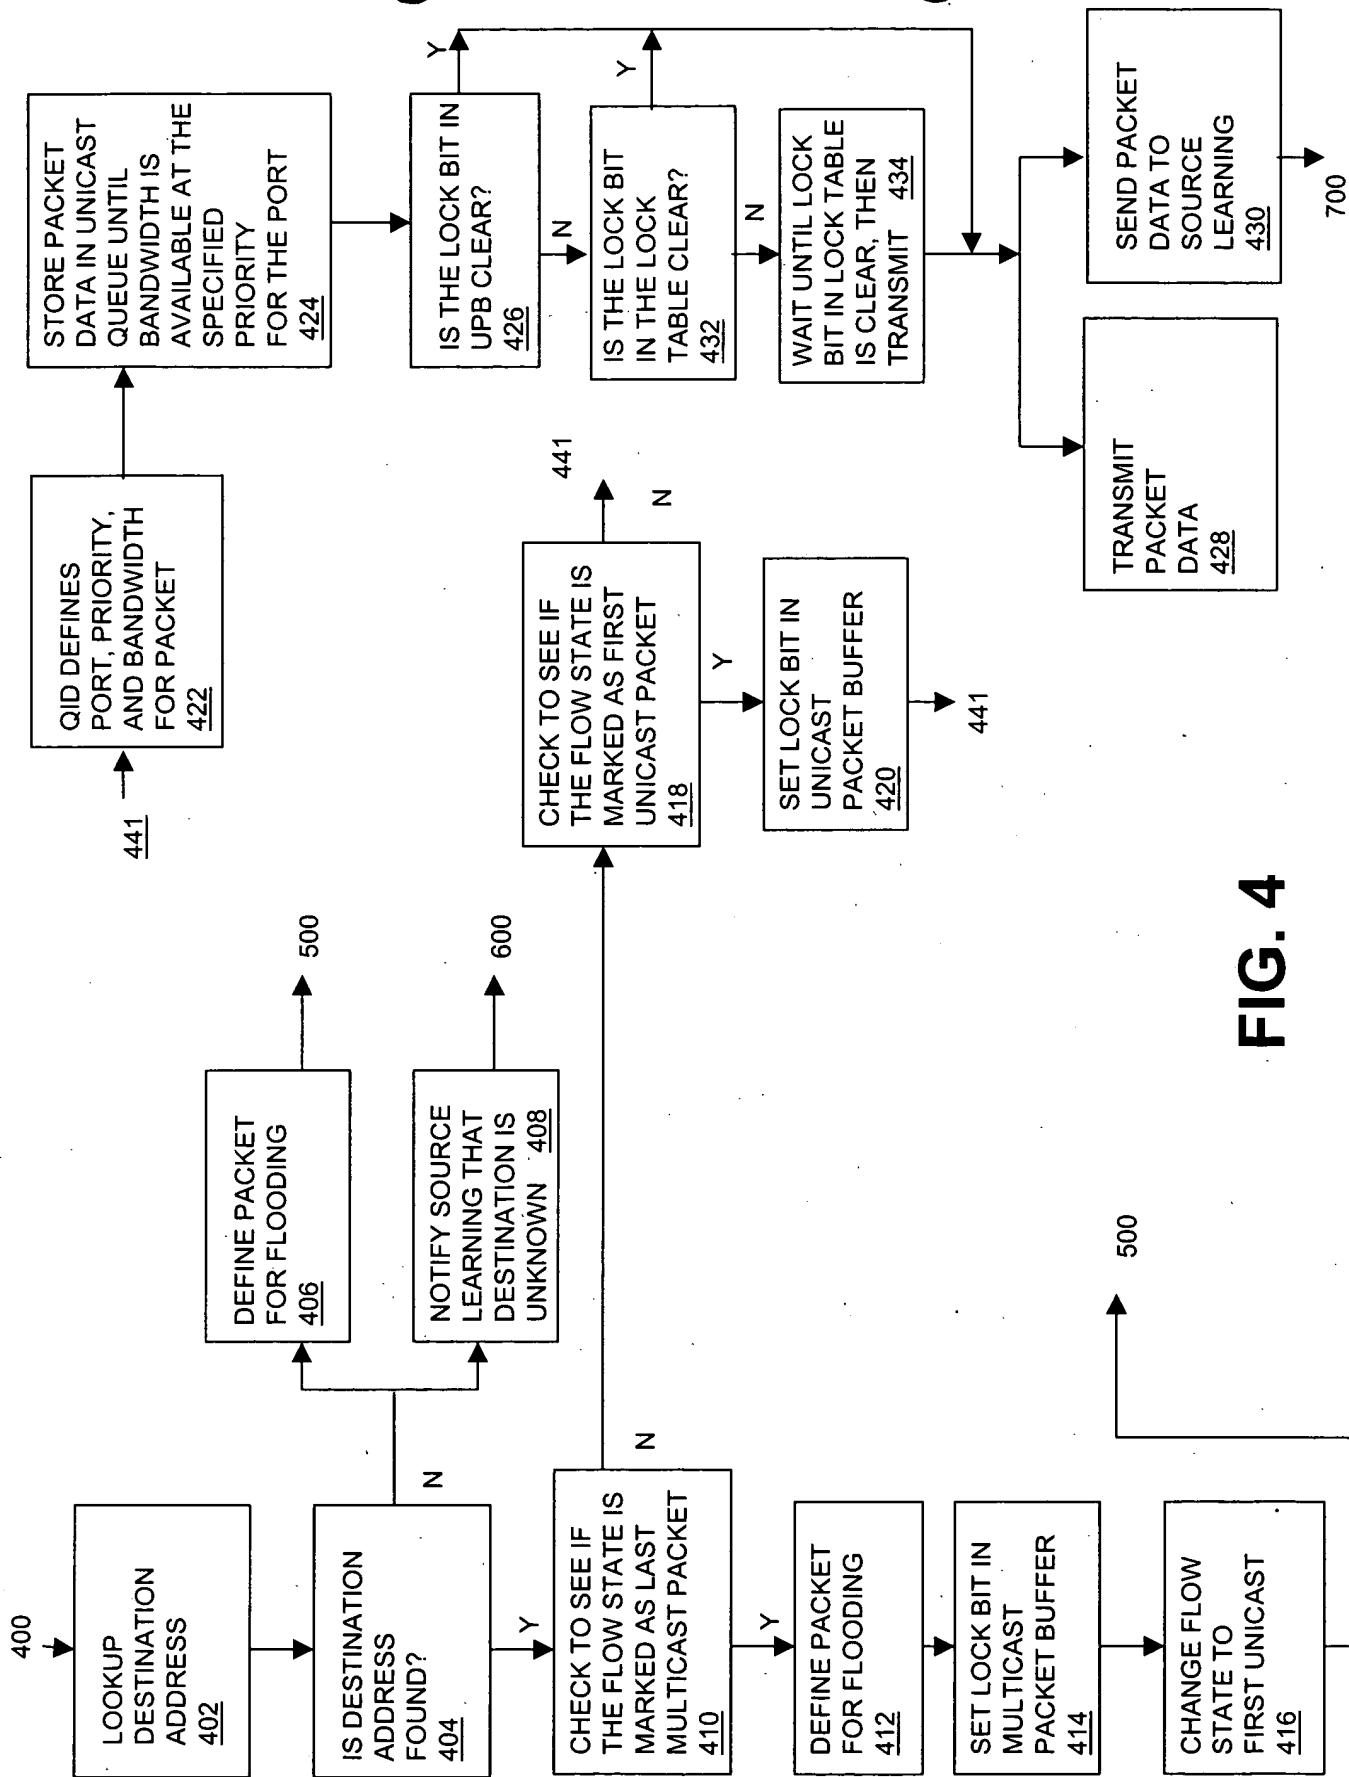 400
LOOKUP
DESTINATION
ADDRESS
402
IS DESTINATION
ADDRESS
FOUND?
404
N
Y
DEFINE PACKET
FOR FLOODING
406
500
NOTIFY SOURCE
LEARNING THAT
DESTINATION IS
UNKNOWN 408
600
CHECK TO SEE IF
THE FLOW STATE IS
MARKED AS LAST
MULTICAST PACKET
410
N
Y
DEFINE PACKET
FOR FLOODING
412
SET LOCK BIT IN
MULTICAST
PACKET BUFFER
414
CHANGE FLOW
STATE TO
FIRST UNICAST
416
500
CHECK TO SEE IF
THE FLOW STATE IS
MARKED AS FIRST
UNICAST PACKET
418
441
N
Y
SET LOCK BIT IN
UNICAST
PACKET BUFFER
420
441
441
QID DEFINES
PORT, PRIORITY,
AND BANDWIDTH
FOR PACKET
422
STORE PACKET
DATA IN UNICAST
QUEUE UNTIL
BANDWIDTH IS
AVAILABLE AT THE
SPECIFIED
PRIORITY
FOR THE PORT
424
IS THE LOCK BIT IN
UPB CLEAR?
426
Y
N
IS THE LOCK BIT
IN THE LOCK
TABLE CLEAR?
432
Y
N
WAIT UNTIL LOCK
BIT IN LOCK TABLE
IS CLEAR, THEN
TRANSMIT 434
TRANSMIT
PACKET
DATA
428
SEND PACKET
DATA TO
SOURCE
LEARNING
430
700
FIG. 4